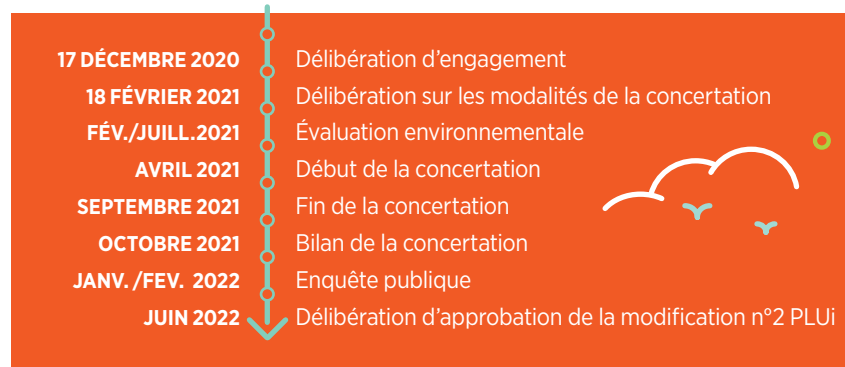 17 DÉCEMBRE 2020 Délibération d’engagement
18 FÉVRIER 2021 Délibération sur les modalités de la concertation
FÉV./JUILL.2021 Évaluation environnementale
AVRIL 2021 Début de la concertation
SEPTEMBRE 2021 Fin de la concertation
OCTOBRE 2021 Bilan de la concertation
JANV. /FEV. 2022 Enquête publique
JUIN 2022 Délibération d’approbation de la modification n°2 PLUi